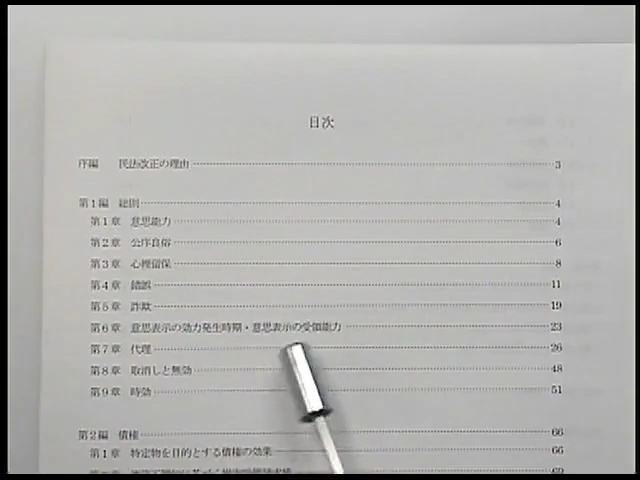 目次
序編 民法改正の理由 3
第1編 総則 4
第1章 意思能力 4
第2章 公序良俗 6
第3章 心裡留保 8
第4章 錯誤 11
第5章 詐欺 19
第6章 意思表示の効力発生時期・意思表示の受領能力 23
第7章 代理 26
第8章 取消しと無効 48
第9章 時効 51
第2編 債権 66
第1章 特定物を目的とする債権の効果 66
69